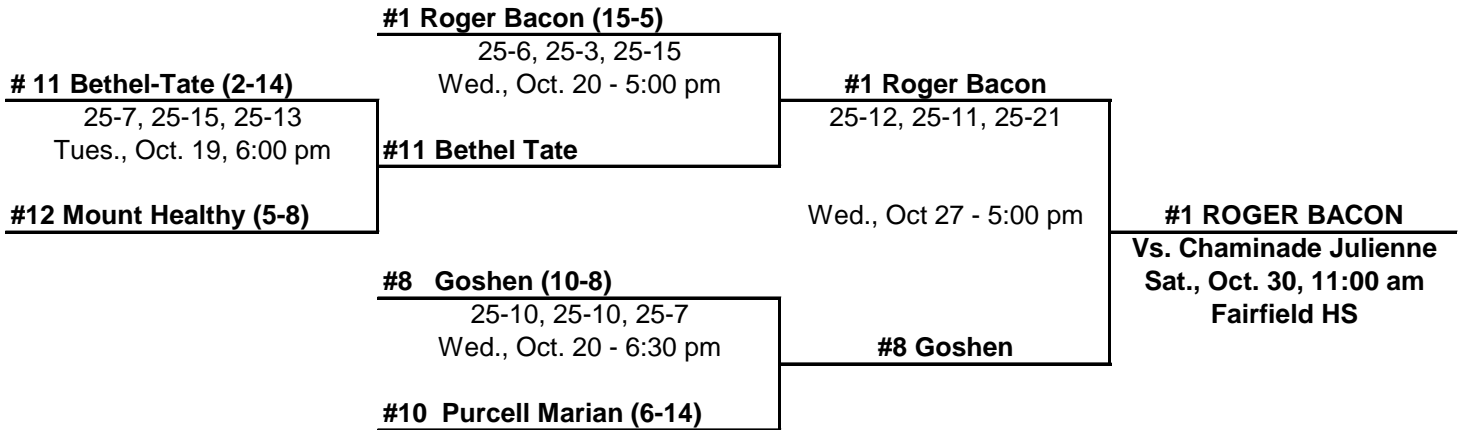 #1 Roger Bacon (15-5)
25-6, 25-3, 25-15
Wed., Oct. 20 - 5:00 pm
# 11 Bethel-Tate (2-14)
25-7, 25-15, 25-13
Tues., Oct. 19, 6:00 pm
#11 Bethel Tate
#12 Mount Healthy (5-8)
#1 Roger Bacon
25-12, 25-11, 25-21
Wed., Oct 27 - 5:00 pm
#8 Goshen (10-8)
25-10, 25-10, 25-7
Wed., Oct. 20 - 6:30 pm
#10 Purcell Marian (6-14)
#8 Goshen
#1 ROGER BACON
Vs. Chaminade Julienne
Sat., Oct. 30, 11:00 am
Fairfield HS